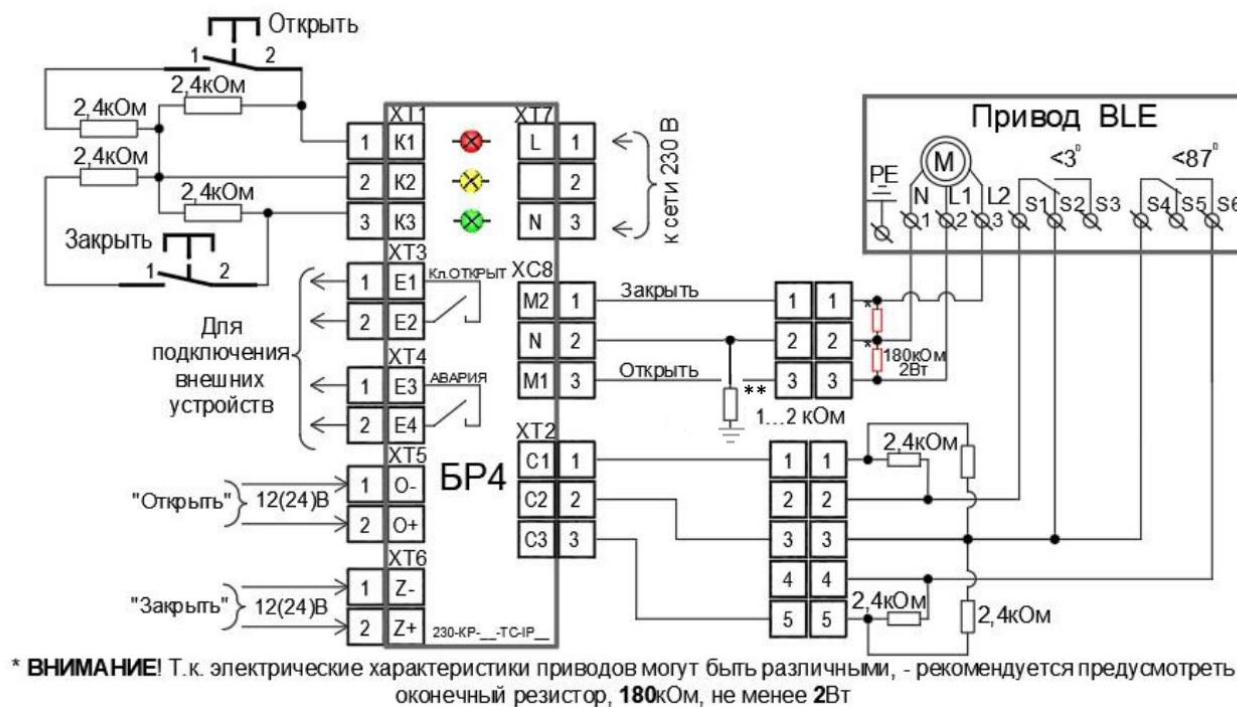 Открыть
1 2
2,4кОм
2,4кОм
2,4кОм
2,4кОм
Закрыть
1 2
XT1
1 K1
2 K2
3 K3
XT3
1 E1 Кл.ОТКРЫТ
2 E2
XT4
1 E3 АВАРИЯ
2 E4
Для
подключения
внешних
устройств
XT5
1 O-
2 O+
"Открыть" 12(24)В
XT6
1 Z-
2 Z+
"Закрыть" 12(24)В
БР4
230-КР-__-ТС-IP__
XT7
L 1
2
N 3
к сети 230 В
XC8
M2 1 Закрыть 1 1
N 2 2 2
M1 3 Открыть ** 3 3
1...2 кОм
*
*
180кОм
2Вт
XT2
C1 1
C2 2
C3 3
1 1
2 2
3 3
4 4
5 5
2,4кОм
2,4кОм
2,4кОм
Привод BLE
M
<3⁰
<87⁰
PE
N L1 L2 S1 S2 S3 S4 S5 S6
1 2 3
* ВНИМАНИЕ! Т.к. электрические характеристики приводов могут быть различными, - рекомендуется предусмотреть
оконечный резистор, 180кОм, не менее 2Вт